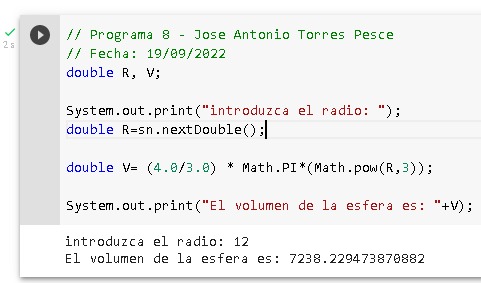 2s
// Programa 8 - Jose Antonio Torres Pesce
// Fecha: 19/09/2022
double R, V;
System.out.print("introduzca el radio: ");
double R=sn.nextDouble();
double V= (4.0/3.0) * Math.PI*(Math.pow(R,3));
System.out.print("El volumen de la esfera es: "+V);
introduzca el radio: 12
El volumen de la esfera es: 7238.229473870882